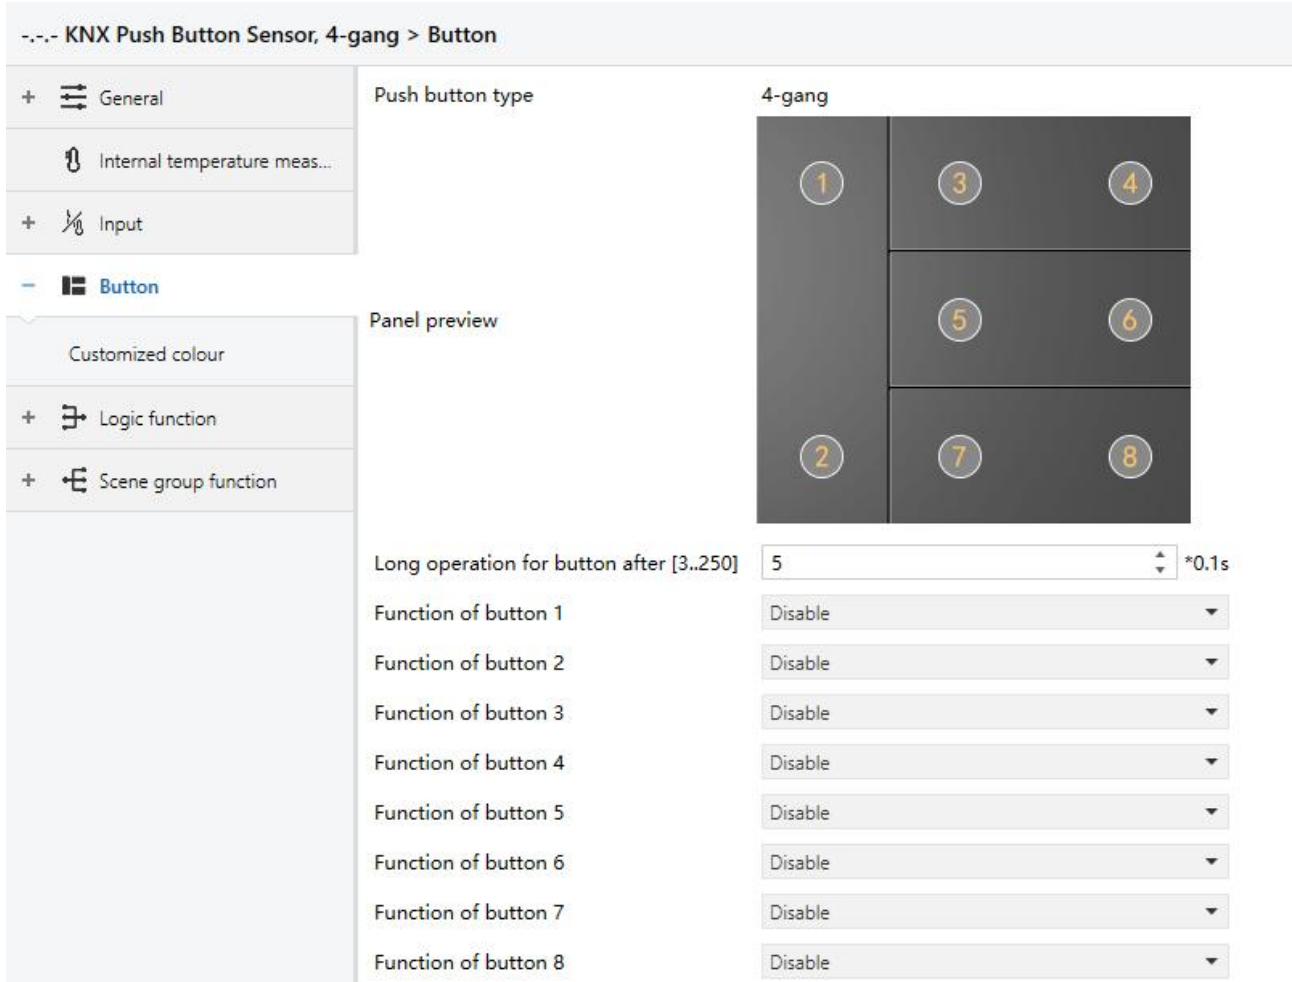 -.-.- KNX Push Button Sensor, 4-gang > Button
+ General
Internal temperature meas...
+ Input
– Button
Customized colour
+ Logic function
+ Scene group function
Push button type 4-gang
Panel preview
1 3 4
5 6
2 7 8
Long operation for button after [3..250] 5 *0.1s
Function of button 1 Disable
Function of button 2 Disable
Function of button 3 Disable
Function of button 4 Disable
Function of button 5 Disable
Function of button 6 Disable
Function of button 7 Disable
Function of button 8 Disable